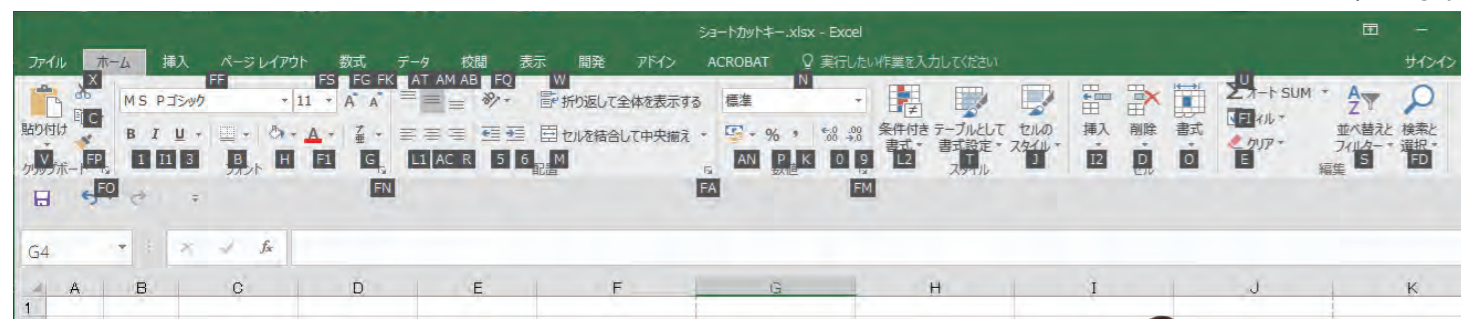 ショートカットキー.xlsx - Excel
ファイル ホーム 挿入 ページ レイアウト 数式 データ 校閲 表示 開発 アドイン ACROBAT 実行したい作業を入力してください サインイン
X FF FS FG FK AT AM AB FQ W N U
MS Pゴシック 11 A A 折り返して全体を表示する 標準 Σオート SUM
C FI
貼り付け B I U A 亜 セルを結合して中央揃え % , 条件付き書式 テーブルとして書式設定 セルのスタイル 挿入 削除 書式 クリア 並べ替えとフィルター 検索と選択
V FP 1 I1 3 B H F1 G L1 AC R 5 6 M AN P K 0 9 L2 T J I2 D O E S FD
クリップボード フォント 配置 数値 スタイル セル 編集
FO FN FA FM
G4 fx
A B C D E F G H I J K
1